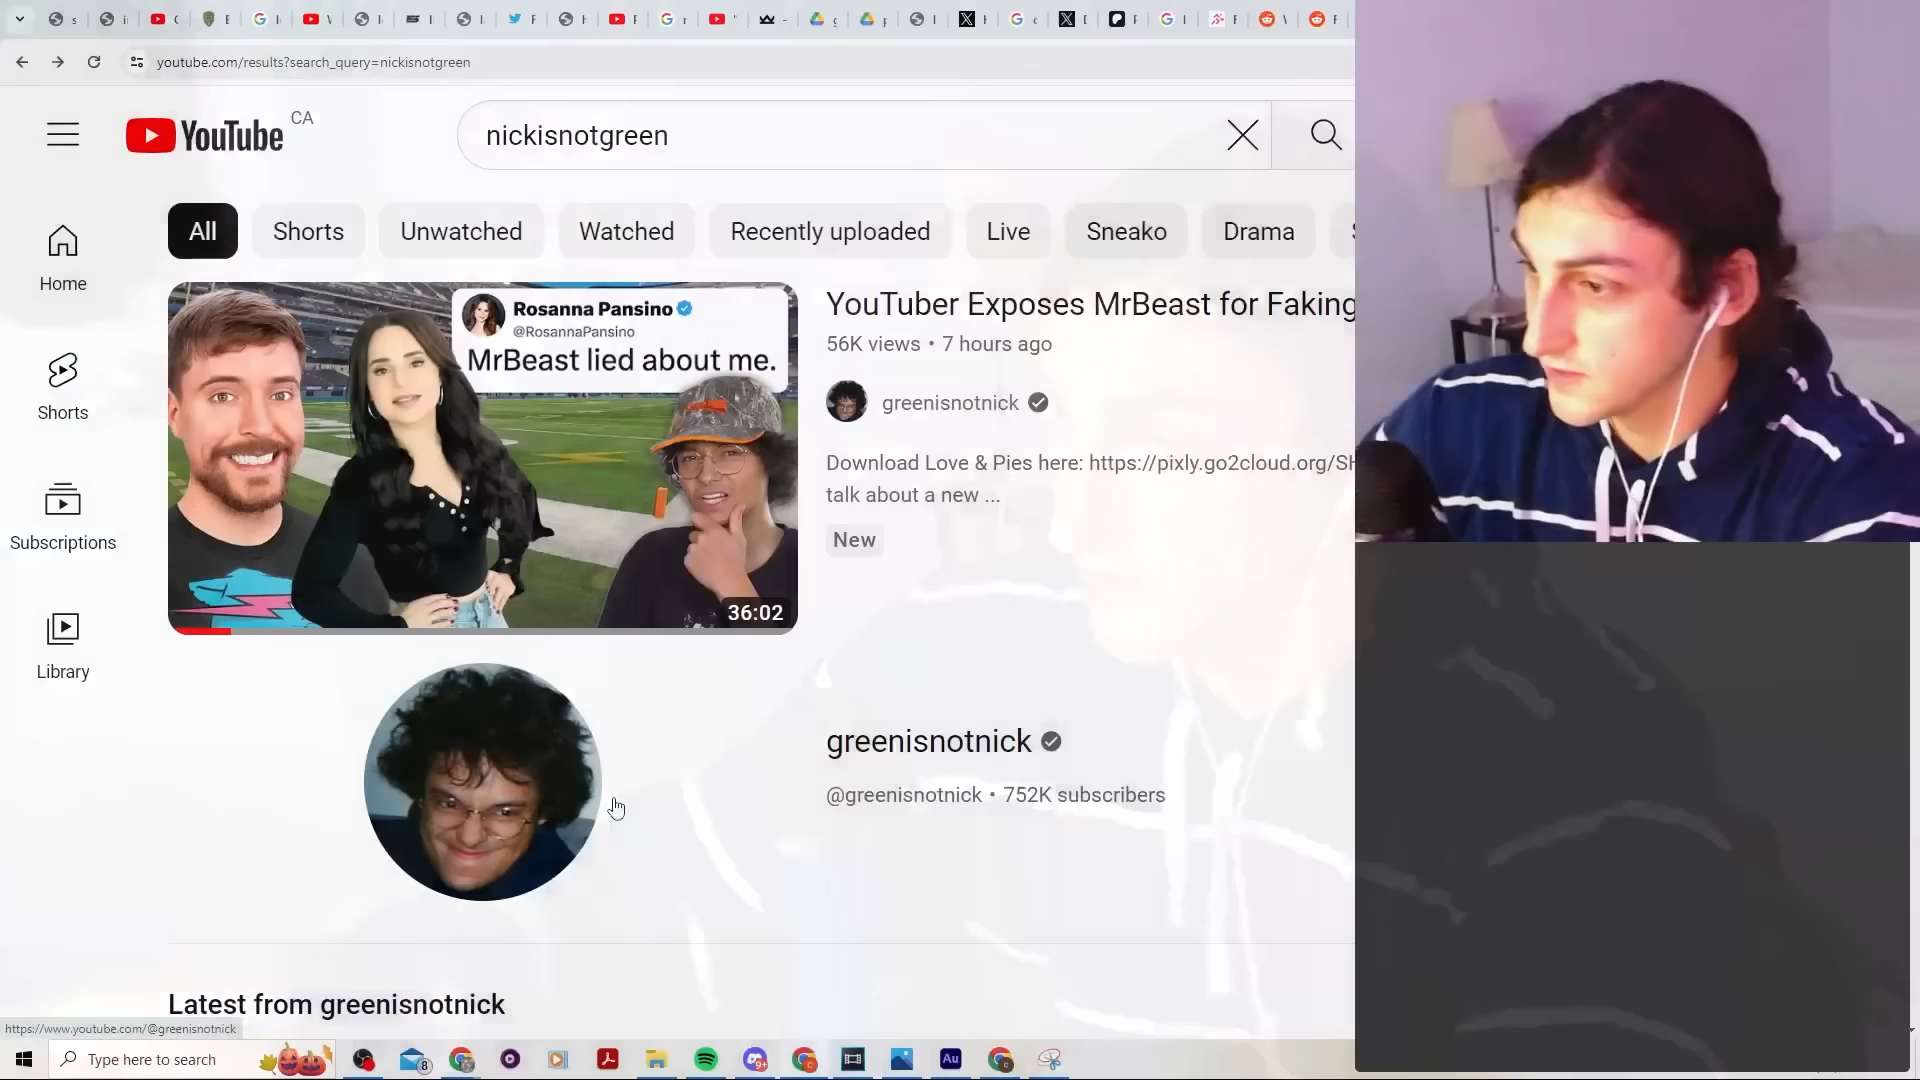 youtube.com/results?search_query=nickisnotgreen
YouTube CA
nickisnotgreen
All Shorts Unwatched Watched Recently uploaded Live Sneako Drama
Home
Shorts
Subscriptions
Library
Rosanna Pansino
@RosannaPansino
MrBeast lied about me.
36:02
YouTuber Exposes MrBeast for Faking
56K views • 7 hours ago
greenisnotnick
Download Love & Pies here: https://pixly.go2cloud.org/SH
talk about a new ...
New
greenisnotnick
@greenisnotnick • 752K subscribers
Latest from greenisnotnick
https://www.youtube.com/@greenisnotnick
Type here to search
8
9+
Au